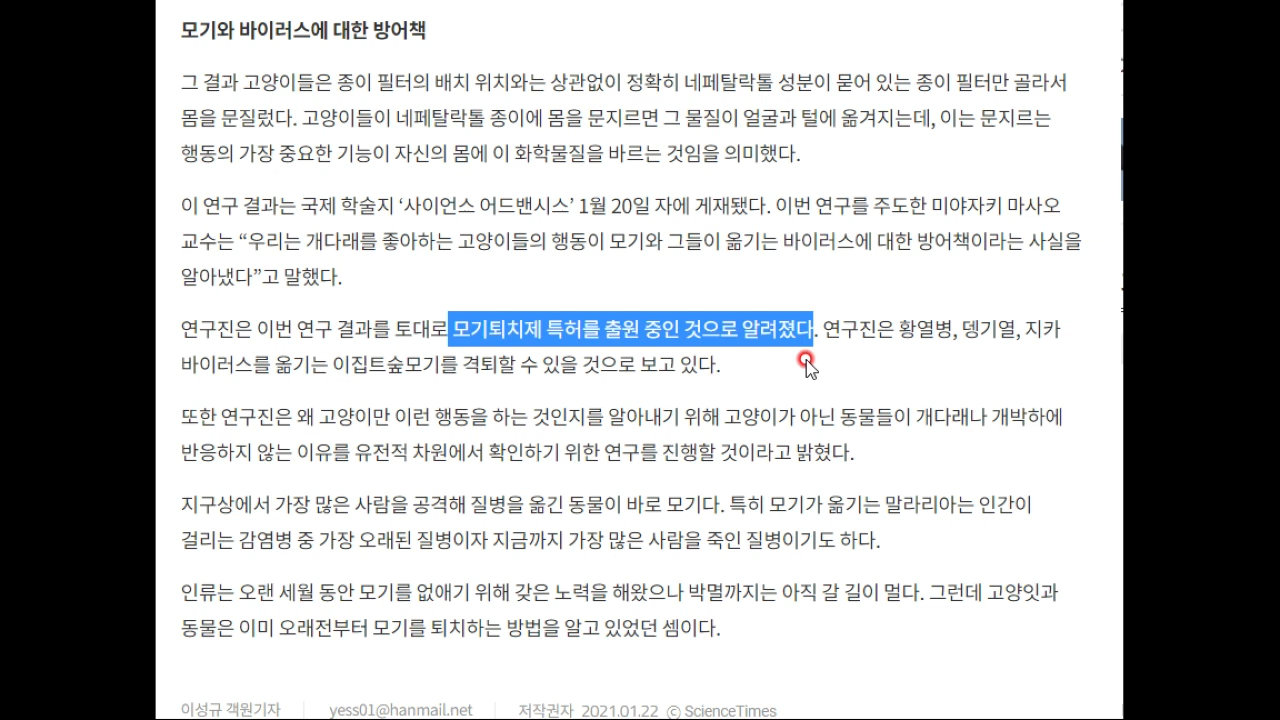 모기와 바이러스에 대한 방어책
그 결과 고양이들은 종이 필터의 배치 위치와는 상관없이 정확히 네페탈락톨 성분이 묻어 있는 종이 필터만 골라서
몸을 문질렀다. 고양이들이 네페탈락톨 종이에 몸을 문지르면 그 물질이 얼굴과 털에 옮겨지는데, 이는 문지르는
행동의 가장 중요한 기능이 자신의 몸에 이 화학물질을 바르는 것임을 의미했다.
이 연구 결과는 국제 학술지 ‘사이언스 어드밴시스’ 1월 20일 자에 게재됐다. 이번 연구를 주도한 미야자키 마사오
교수는 “우리는 개다래를 좋아하는 고양이들의 행동이 모기와 그들이 옮기는 바이러스에 대한 방어책이라는 사실을
알아냈다”고 말했다.
연구진은 이번 연구 결과를 토대로 모기퇴치제 특허를 출원 중인 것으로 알려졌다. 연구진은 황열병, 뎅기열, 지카
바이러스를 옮기는 이집트숲모기를 격퇴할 수 있을 것으로 보고 있다.
또한 연구진은 왜 고양이만 이런 행동을 하는 것인지를 알아내기 위해 고양이가 아닌 동물들이 개다래나 개박하에
반응하지 않는 이유를 유전적 차원에서 확인하기 위한 연구를 진행할 것이라고 밝혔다.
지구상에서 가장 많은 사람을 공격해 질병을 옮긴 동물이 바로 모기다. 특히 모기가 옮기는 말라리아는 인간이
걸리는 감염병 중 가장 오래된 질병이자 지금까지 가장 많은 사람을 죽인 질병이기도 하다.
인류는 오랜 세월 동안 모기를 없애기 위해 갖은 노력을 해왔으나 박멸까지는 아직 갈 길이 멀다. 그런데 고양잇과
동물은 이미 오래전부터 모기를 퇴치하는 방법을 알고 있었던 셈이다.
이성규 객원기자 yess01@hanmail.net 저작권자 2021.01.22 ⓒ ScienceTimes